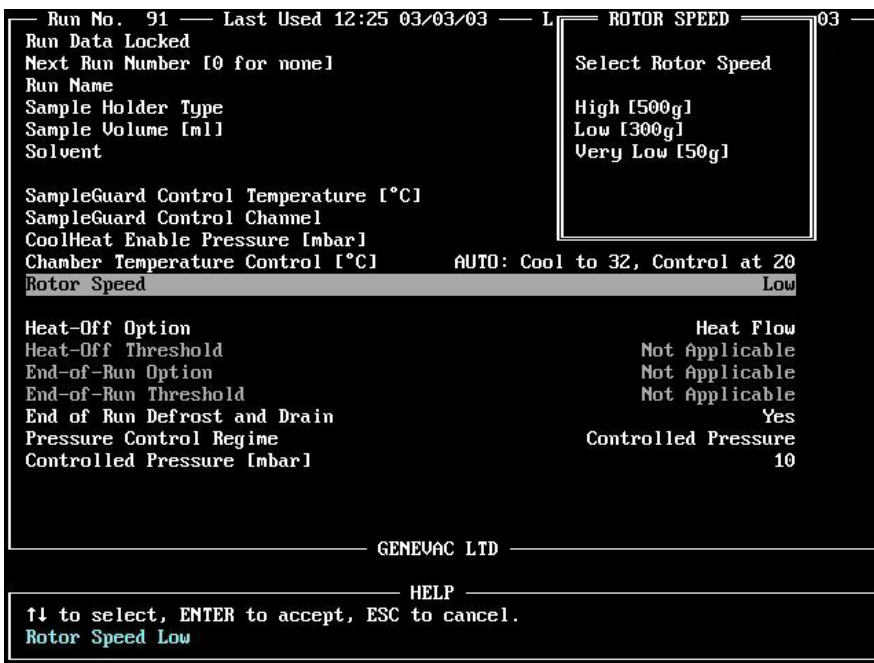 Run No. 91 — Last Used 12:25 03/03/03 — L
ROTOR SPEED
03
Run Data Locked
Next Run Number [0 for none]
Select Rotor Speed
Run Name
Sample Holder Type
High [500g]
Sample Volume [ml]
Low [300g]
Solvent
Very Low [50g]
SampleGuard Control Temperature [°C]
SampleGuard Control Channel
CoolHeat Enable Pressure [mbar]
Chamber Temperature Control [°C] AUTO: Cool to 32, Control at 20
Rotor Speed Low
Heat-Off Option Heat Flow
Heat-Off Threshold Not Applicable
End-of-Run Option Not Applicable
End-of-Run Threshold Not Applicable
End of Run Defrost and Drain Yes
Pressure Control Regime Controlled Pressure
Controlled Pressure [mbar] 10
GENEVAC LTD
HELP
↑↓ to select, ENTER to accept, ESC to cancel.
Rotor Speed Low